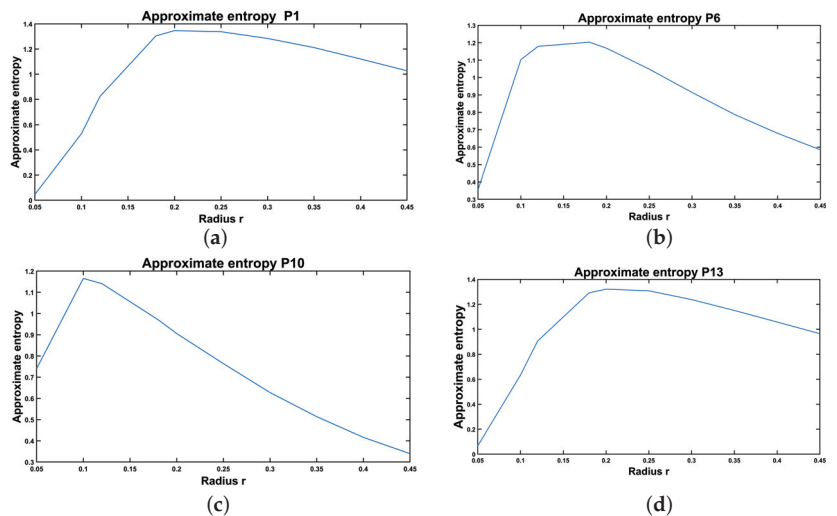 Approximate entropy P1
1.4
1.2
1
0.8
0.6
0.4
0.2
0
Approximate entropy
0.05 0.1 0.15 0.2 0.25 0.3 0.35 0.4 0.45
Radius r
(a)
Approximate entropy P6
1.3
1.2
1.1
1
0.9
0.8
0.7
0.6
0.5
0.4
0.3
Approximate entropy
0.05 0.1 0.15 0.2 0.25 0.3 0.35 0.4 0.45
Radius r
(b)
Approximate entropy P10
1.2
1.1
1
0.9
0.8
0.7
0.6
0.5
0.4
0.3
Approximate entropy
0.05 0.1 0.15 0.2 0.25 0.3 0.35 0.4 0.45
Radius r
(c)
Approximate entropy P13
1.4
1.2
1
0.8
0.6
0.4
0.2
0
Approximate entropy
0.05 0.1 0.15 0.2 0.25 0.3 0.35 0.4 0.45
Radius r
(d)